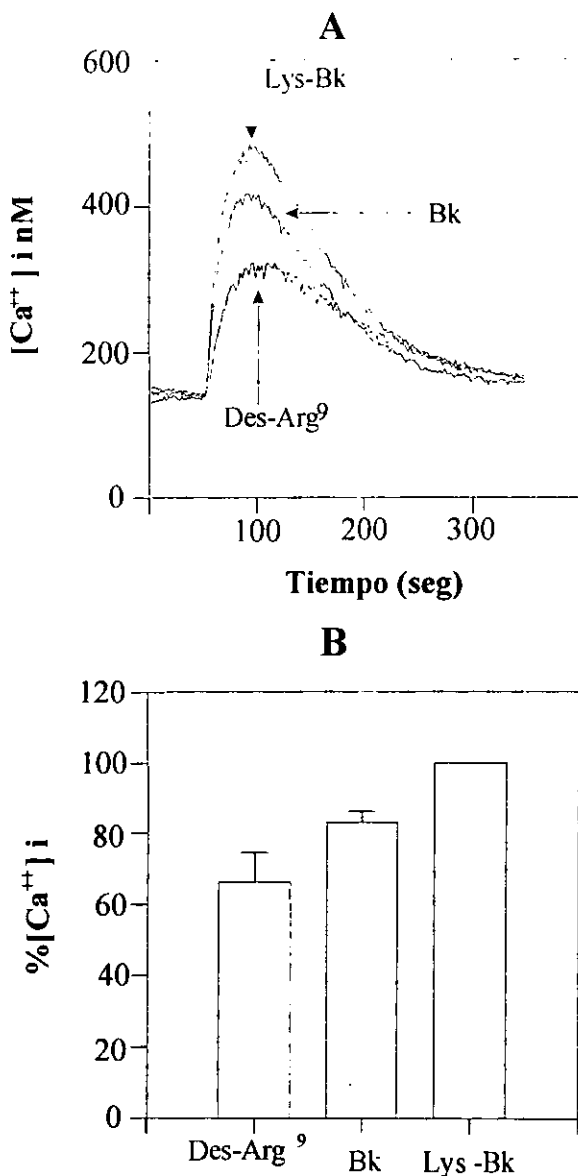 A
600
Lys-Bk
400
Bk
[Ca++] i nM
200
Des-Arg9
0
100
200
300
Tiempo (seg)
B
120
100
80
%[Ca++] i
60
40
20
0
Des-Arg 9
Bk
Lys -Bk